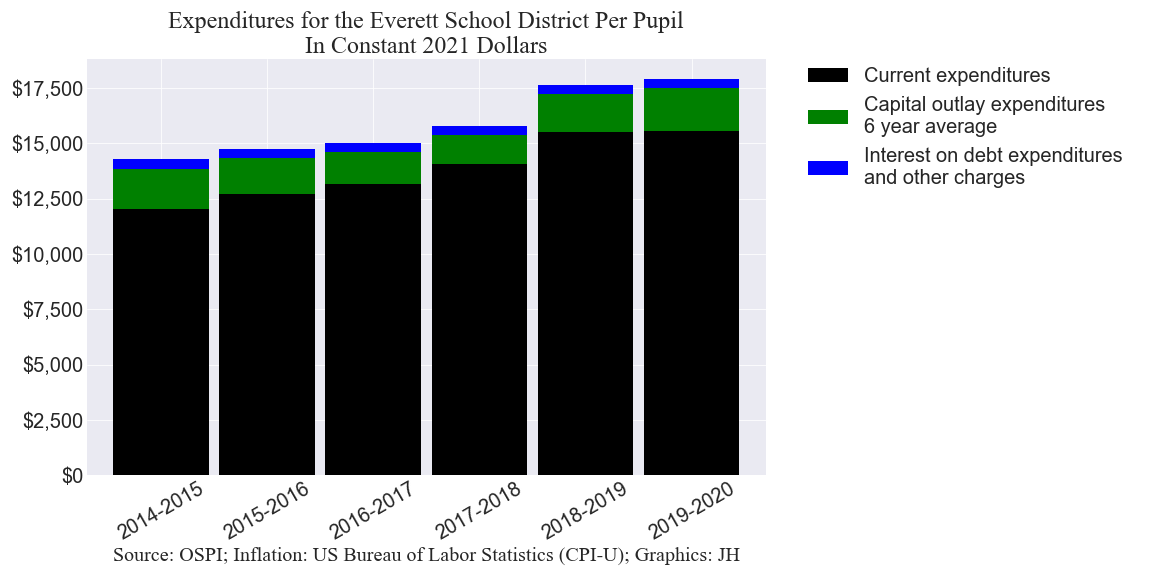 Expenditures for the Everett School District Per Pupil
In Constant 2021 Dollars
$17,500
$15,000
$12,500
$10,000
$7,500
$5,000
$2,500
$0
2014-2015
2015-2016
2016-2017
2017-2018
2018-2019
2019-2020
Current expenditures
Capital outlay expenditures
6 year average
Interest on debt expenditures
and other charges
Source: OSPI; Inflation: US Bureau of Labor Statistics (CPI-U); Graphics: JH